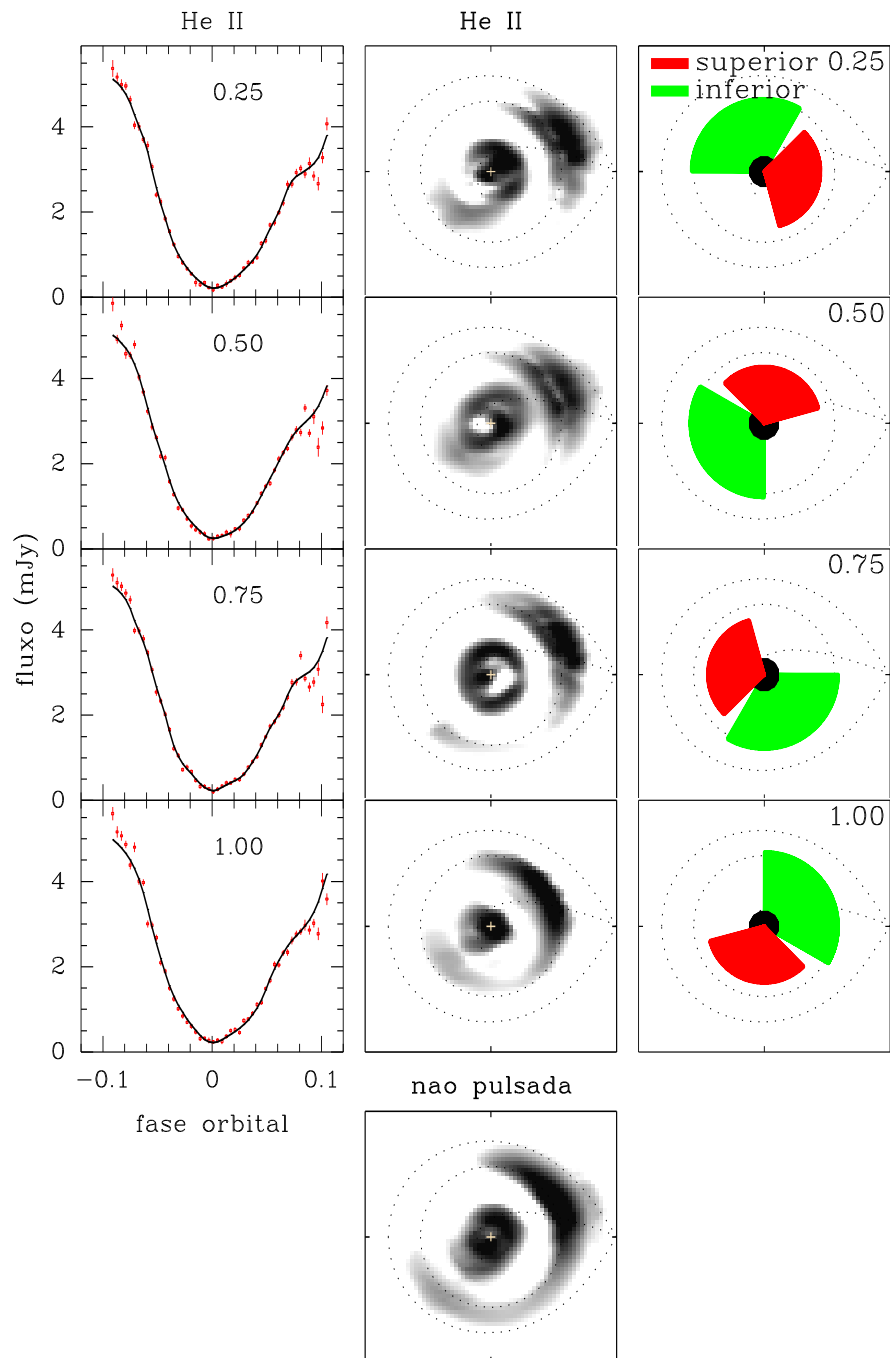 He II He II
superior 0.25
inferior
0.25
4
2
0
0.50
0.50
4
2
0
0.75
0.75
4
2
0
1.00
1.00
4
2
0
fluxo (mJy)
−0.1 0 0.1
fase orbital
nao pulsada